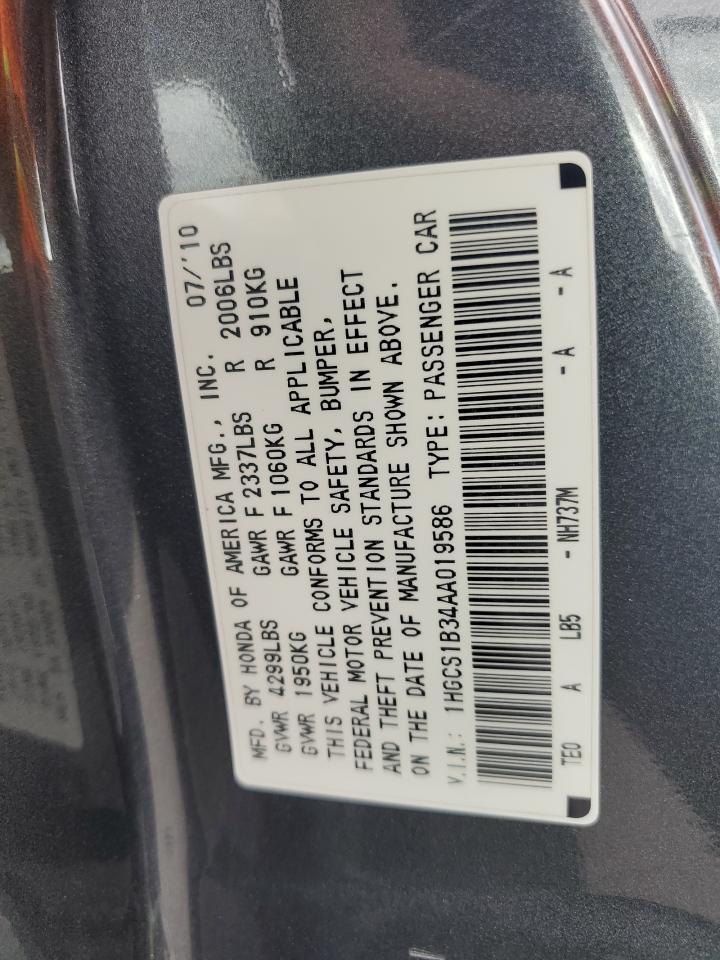 MFD. BY HONDA OF AMERICA MFG., INC. 07/'10
GVWR 4299LBS GAWR F 2337LBS R 2006LBS
GVWR 1950KG GAWR F 1060KG R 910KG
THIS VEHICLE CONFORMS TO ALL APPLICABLE
FEDERAL MOTOR VEHICLE SAFETY, BUMPER,
AND THEFT PREVENTION STANDARDS IN EFFECT
ON THE DATE OF MANUFACTURE SHOWN ABOVE.
V.I.N.: 1HGCS1B34AA019586 TYPE: PASSENGER CAR
TE0 A LB5 - NH737M - A - A